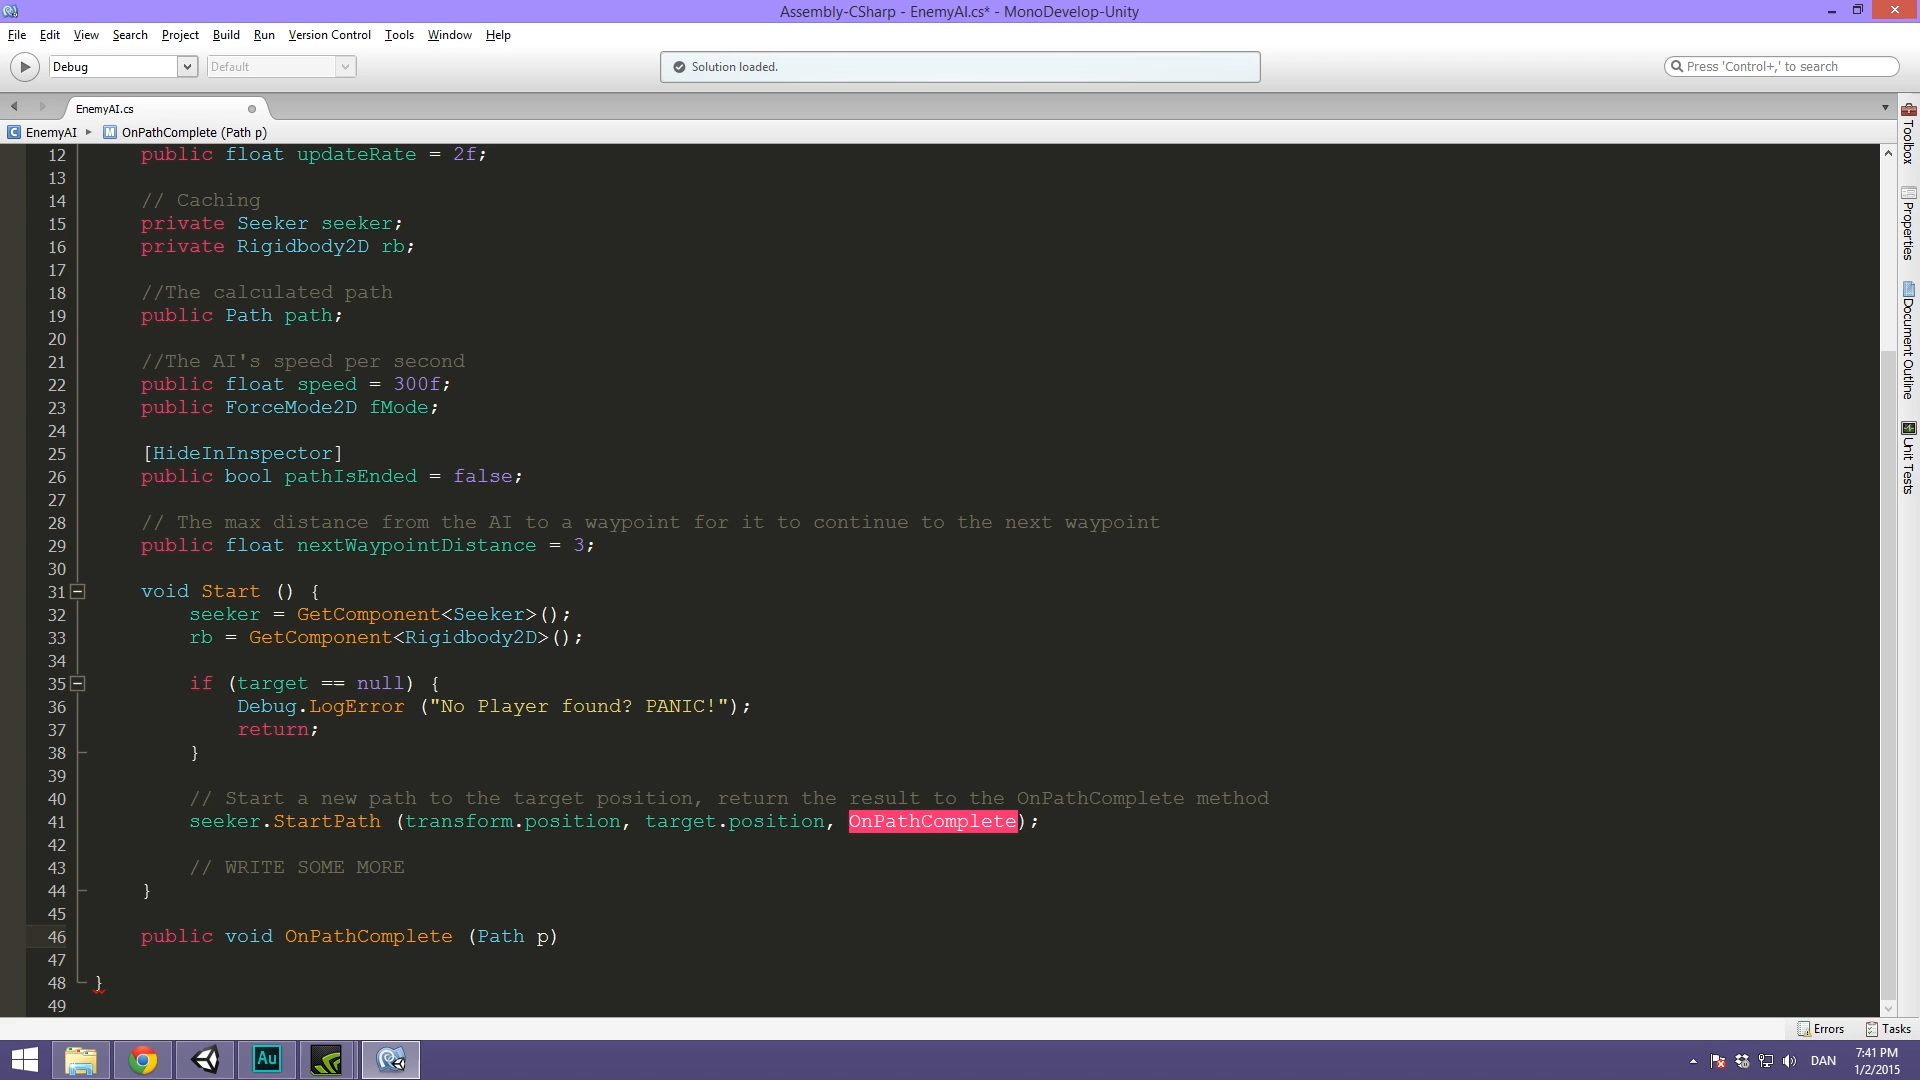 Assembly-CSharp - EnemyAI.cs* - MonoDevelop-Unity
File Edit View Search Project Build Run Version Control Tools Window Help
Debug Default Solution loaded. Press 'Control+,' to search
EnemyAI.cs
EnemyAI OnPathComplete (Path p)
12 public float updateRate = 2f;
13
14 // Caching
15 private Seeker seeker;
16 private Rigidbody2D rb;
17
18 //The calculated path
19 public Path path;
20
21 //The AI's speed per second
22 public float speed = 300f;
23 public ForceMode2D fMode;
24
25 [HideInInspector]
26 public bool pathIsEnded = false;
27
28 // The max distance from the AI to a waypoint for it to continue to the next waypoint
29 public float nextWaypointDistance = 3;
30
31 void Start () {
32 seeker = GetComponent<Seeker>();
33 rb = GetComponent<Rigidbody2D>();
34
35 if (target == null) {
36 Debug.LogError ("No Player found? PANIC!");
37 return;
38 }
39
40 // Start a new path to the target position, return the result to the OnPathComplete method
41 seeker.StartPath (transform.position, target.position, OnPathComplete);
42
43 // WRITE SOME MORE
44 }
45
46 public void OnPathComplete (Path p)
47
48 }
49
Toolbox
Properties
Document Outline
Unit Tests
Errors Tasks
Au
DAN
7:41 PM
1/2/2015